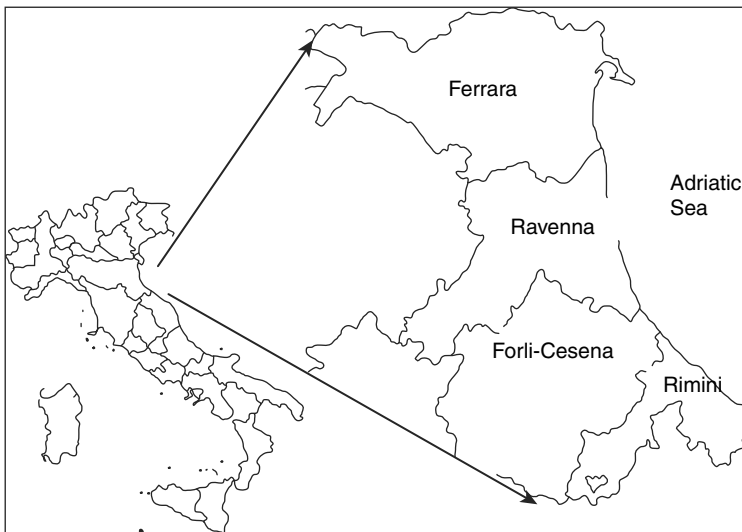 Ferrara
Adriatic
Sea
Ravenna
Forli-Cesena
Rimini